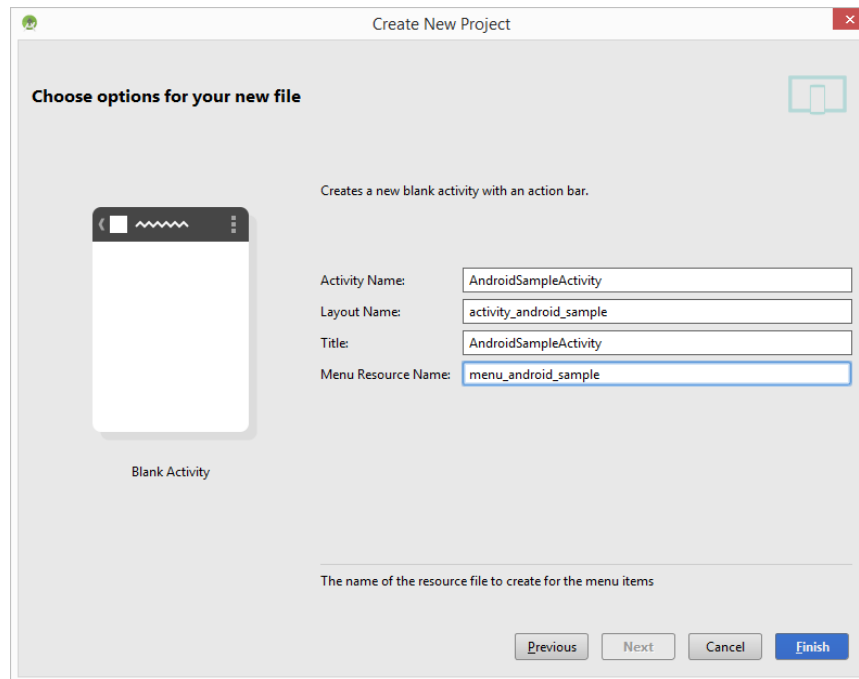 Create New Project
Choose options for your new file
Creates a new blank activity with an action bar.
Activity Name: AndroidSampleActivity
Layout Name: activity_android_sample
Title: AndroidSampleActivity
Menu Resource Name: menu_android_sample
Blank Activity
The name of the resource file to create for the menu items
Previous Next Cancel Finish